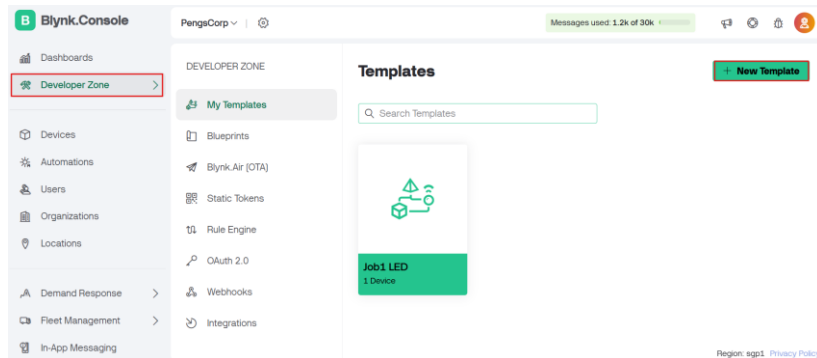 B Blynk.Console
PengsCorp
Messages used: 1.2k of 30k
Dashboards
Developer Zone
Devices
Automations
Users
Organizations
Locations
Demand Response
Fleet Management
In-App Messaging
DEVELOPER ZONE
My Templates
Blueprints
Blynk.Air (OTA)
Static Tokens
Rule Engine
OAuth 2.0
Webhooks
Integrations
Templates
+ New Template
Search Templates
Job1 LED
1 Device
Region: sgp1 Privacy Policy